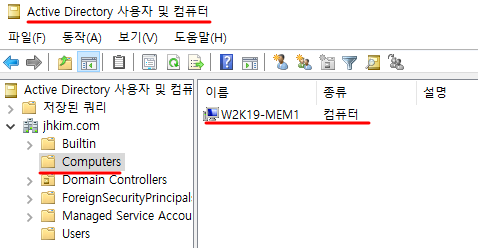 Active Directory 사용자 및 컴퓨터
파일(F) 동작(A) 보기(V) 도움말(H)
Active Directory 사용자 및 컴퓨
저장된 쿼리
jhkim.com
Builtin
Computers
Domain Controllers
ForeignSecurityPrincipal
Managed Service Accou
Users
이름 종류 설명
W2K19-MEM1 컴퓨터